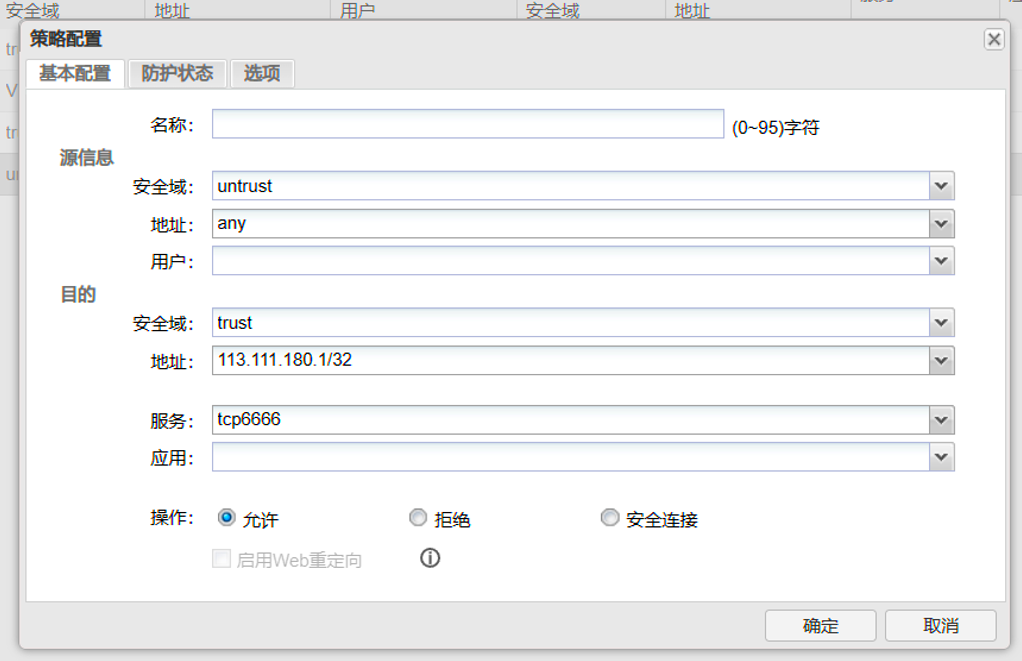 安全域 地址 用户 安全域 地址
策略配置
基本配置 防护状态 选项
名称： (0~95)字符
源信息
安全域： untrust
地址： any
用户：
目的
安全域： trust
地址： 113.111.180.1/32
服务： tcp6666
应用：
操作： 允许 拒绝 安全连接
启用Web重定向
确定 取消